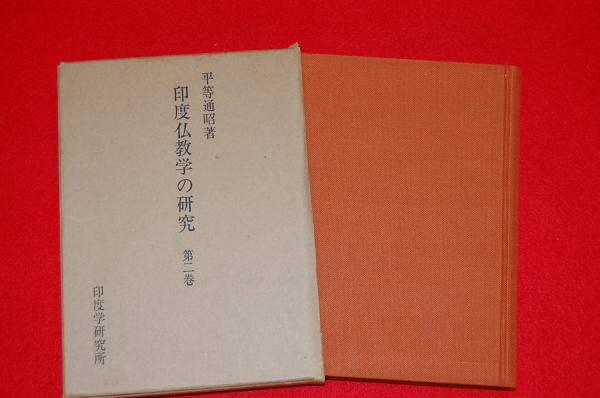 平等通昭著
印度仏教学の研究 第二巻
印度学研究所